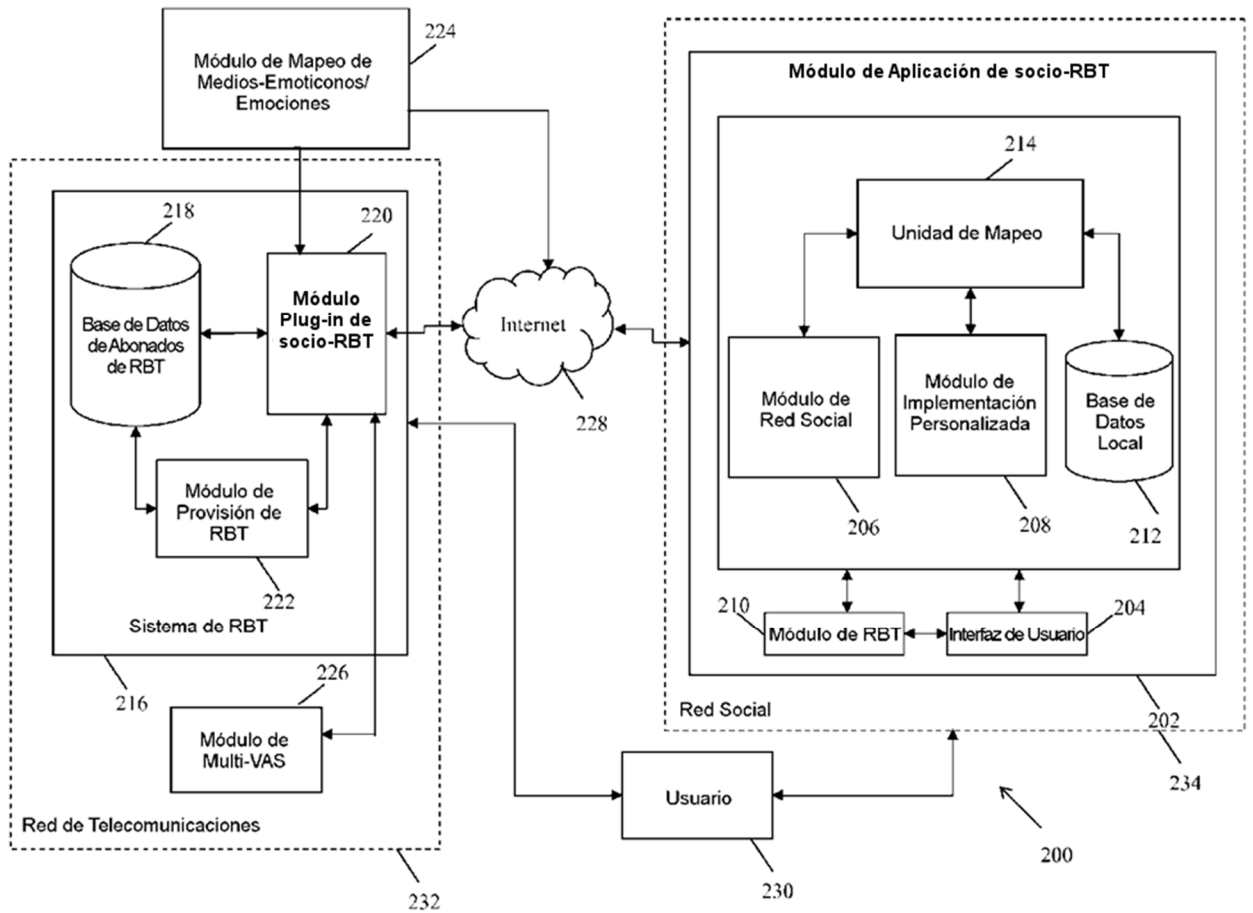 Módulo de Mapeo de
Medios-Emoticonos/
Emociones
224
218
220
Base de Datos
de Abonados
de RBT
Módulo
Plug-in de
socio-RBT
Módulo de
Provisión de
RBT
222
Sistema de RBT
216
226
Módulo de
Multi-VAS
Red de Telecomunicaciones
232
Internet
228
Módulo de Aplicación de socio-RBT
214
Unidad de Mapeo
Módulo de
Red Social
Módulo de
Implementación
Personalizada
Base de
Datos
Local
206
208
212
210
204
Módulo de RBT
Interfaz de Usuario
Red Social
202
234
Usuario
230
200